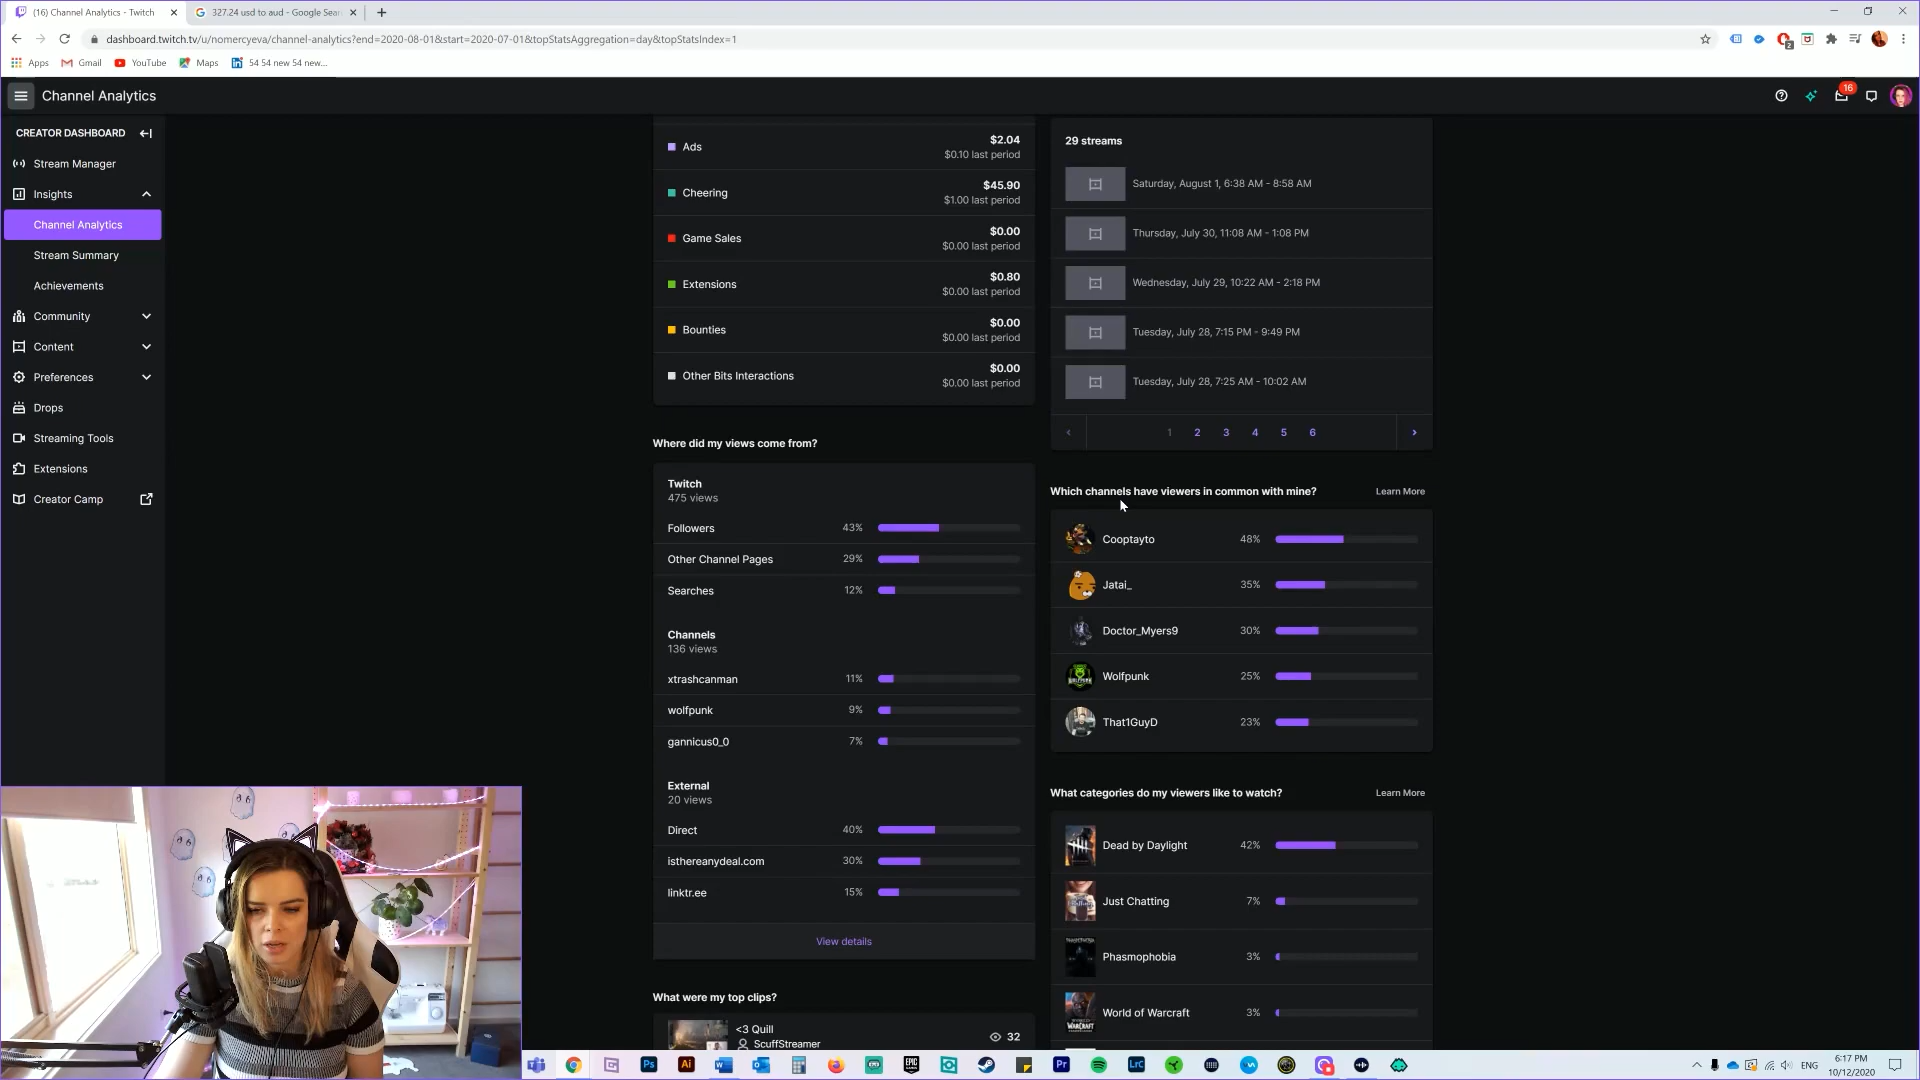 (16) Channel Analytics - Twitch
327.24 usd to aud - Google Sear
dashboard.twitch.tv/u/nomercyeva/channel-analytics?end=2020-08-01&start=2020-07-01&topStatsAggregation=day&topStatsIndex=1
Apps
Gmail
YouTube
Maps
54 54 new 54 new...
Channel Analytics
16
CREATOR DASHBOARD
Stream Manager
Insights
Channel Analytics
Stream Summary
Achievements
Community
Content
Preferences
Drops
Streaming Tools
Extensions
Creator Camp
Ads
$2.04
$0.10 last period
Cheering
$45.90
$1.00 last period
Game Sales
$0.00
$0.00 last period
Extensions
$0.80
$0.00 last period
Bounties
$0.00
$0.00 last period
Other Bits Interactions
$0.00
$0.00 last period
Where did my views come from?
Twitch
475 views
Followers 43%
Other Channel Pages 29%
Searches 12%
Channels
136 views
xtrashcanman 11%
wolfpunk 9%
gannicus0_0 7%
External
20 views
Direct 40%
isthereanydeal.com 30%
linktr.ee 15%
View details
What were my top clips?
<3 Quill
ScuffStreamer
32
29 streams
Saturday, August 1, 6:38 AM - 8:58 AM
Thursday, July 30, 11:08 AM - 1:08 PM
Wednesday, July 29, 10:22 AM - 2:18 PM
Tuesday, July 28, 7:15 PM - 9:49 PM
Tuesday, July 28, 7:25 AM - 10:02 AM
1 2 3 4 5 6
Which channels have viewers in common with mine? Learn More
Cooptayto 48%
Jatai_ 35%
Doctor_Myers9 30%
Wolfpunk 25%
That1GuyD 23%
What categories do my viewers like to watch? Learn More
Dead by Daylight 42%
Just Chatting 7%
Phasmophobia 3%
World of Warcraft 3%
ENG
6:17 PM
10/12/2020